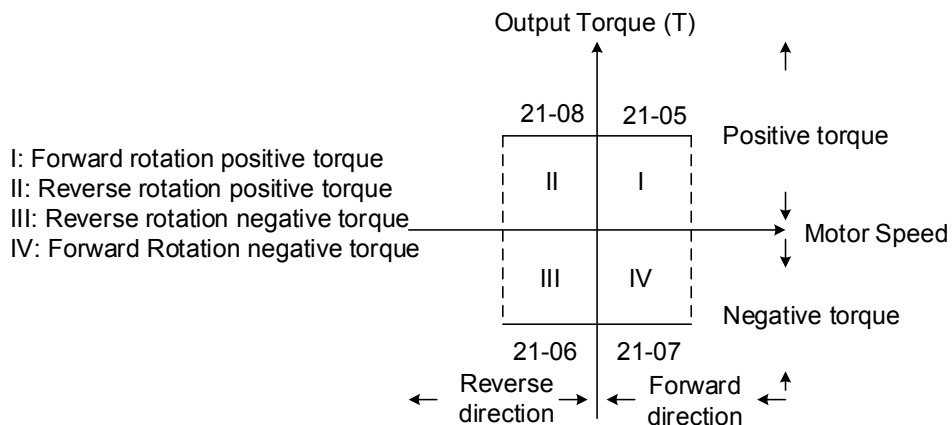 Output Torque (T)
21-08
21-05
Positive torque
I: Forward rotation positive torque
II: Reverse rotation positive torque
III: Reverse rotation negative torque
IV: Forward Rotation negative torque
II
I
Motor Speed
III
IV
Negative torque
21-06
21-07
Reverse
direction
Forward
direction